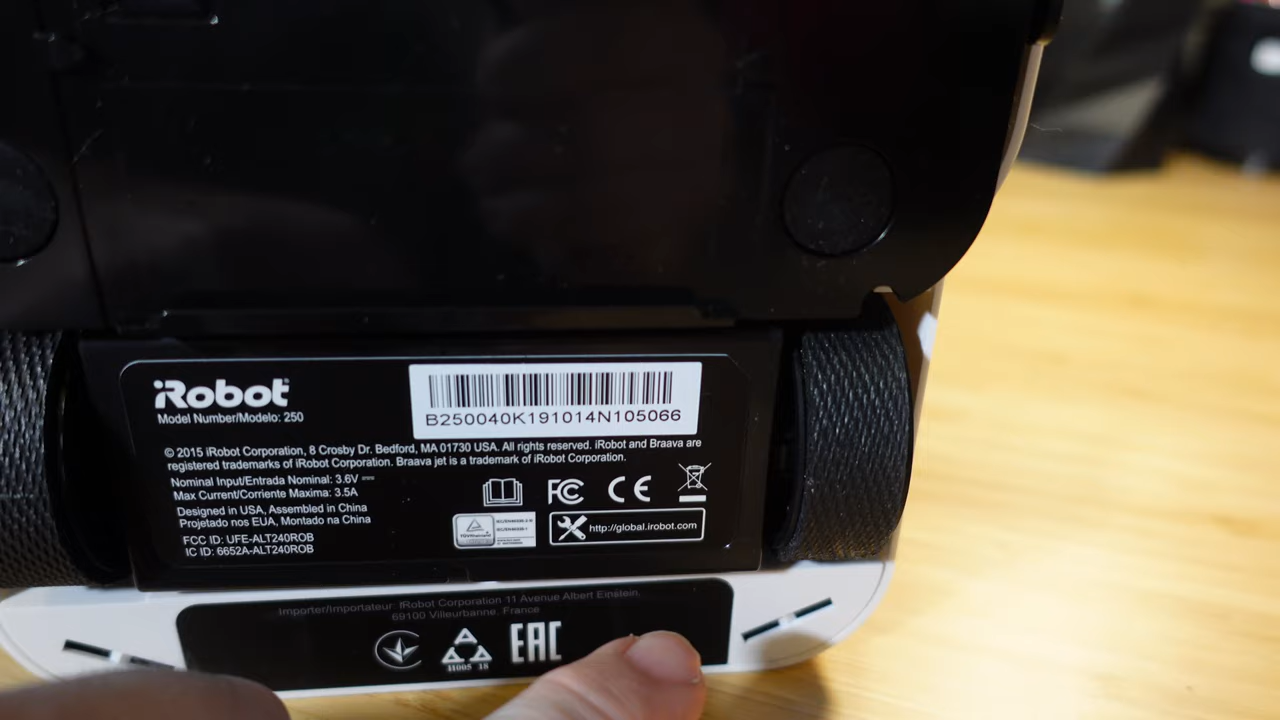 iRobot
Model Number/Modelo: 250
B250040K191014N105066
© 2015 iRobot Corporation, 8 Crosby Dr. Bedford, MA 01730 USA. All rights reserved. iRobot and Braava are
registered trademarks of iRobot Corporation. Braava jet is a trademark of iRobot Corporation.
Nominal Input/Entrada Nominal: 3.6V ⎓
Max Current/Corriente Maxima: 3.5A
Designed in USA, Assembled in China
Projetado nos EUA, Montado na China
FCC ID: UFE-ALT240ROB
IC ID: 6652A-ALT240ROB
FC CE
http://global.irobot.com
Importer/Importateur iRobot Corporation 11 Avenue Albert Einstein,
69100 Villeurbanne, France
EAC
11005 18